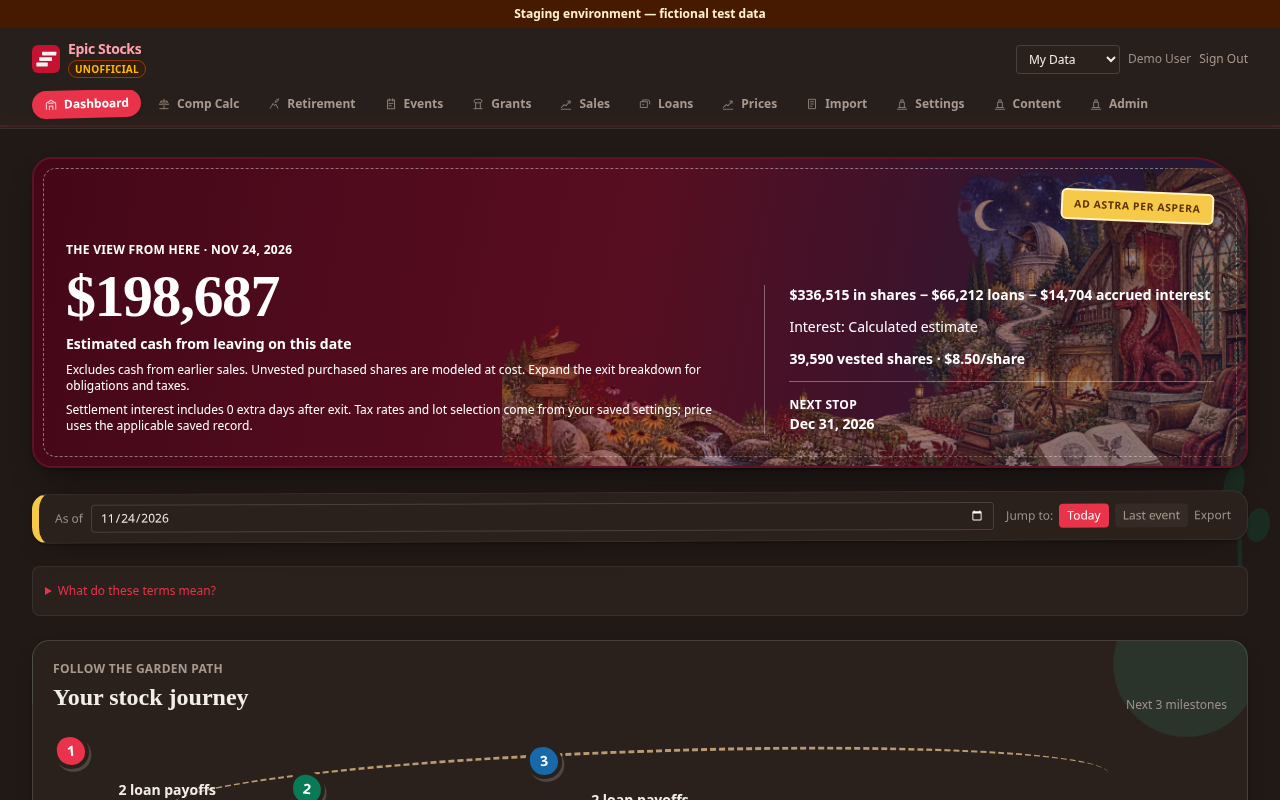 Staging environment — fictional test data
Epic Stocks
UNOFFICIAL
My Data
Demo User
Sign Out
Dashboard
Comp Calc
Retirement
Events
Grants
Sales
Loans
Prices
Import
Settings
Content
Admin
AD ASTRA PER ASPERA
THE VIEW FROM HERE · NOV 24, 2026
$198,687
Estimated cash from leaving on this date
Excludes cash from earlier sales. Unvested purchased shares are modeled at cost. Expand the exit breakdown for
obligations and taxes.
Settlement interest includes 0 extra days after exit. Tax rates and lot selection come from your saved settings; price
uses the applicable saved record.
$336,515 in shares − $66,212 loans − $14,704 accrued interest
Interest: Calculated estimate
39,590 vested shares · $8.50/share
NEXT STOP
Dec 31, 2026
As of
11/24/2026
Jump to:
Today
Last event
Export
What do these terms mean?
FOLLOW THE GARDEN PATH
Your stock journey
Next 3 milestones
1
2 loan payoffs
2
3
2 loan payoffs